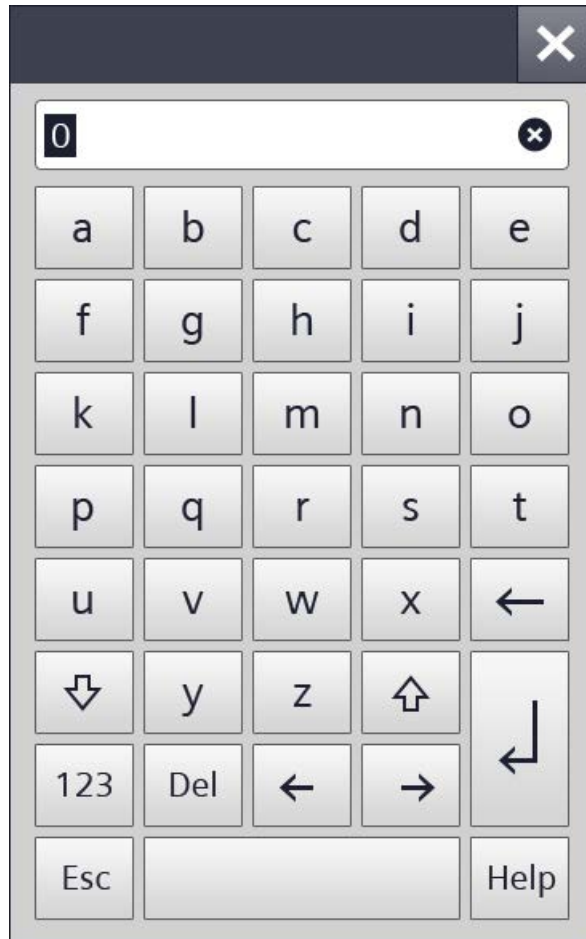 0
a b c d e
f g h i j
k l m n o
p q r s t
u v w x ←
⇩ y z ⇧ ↵
123 Del ← →
Esc Help